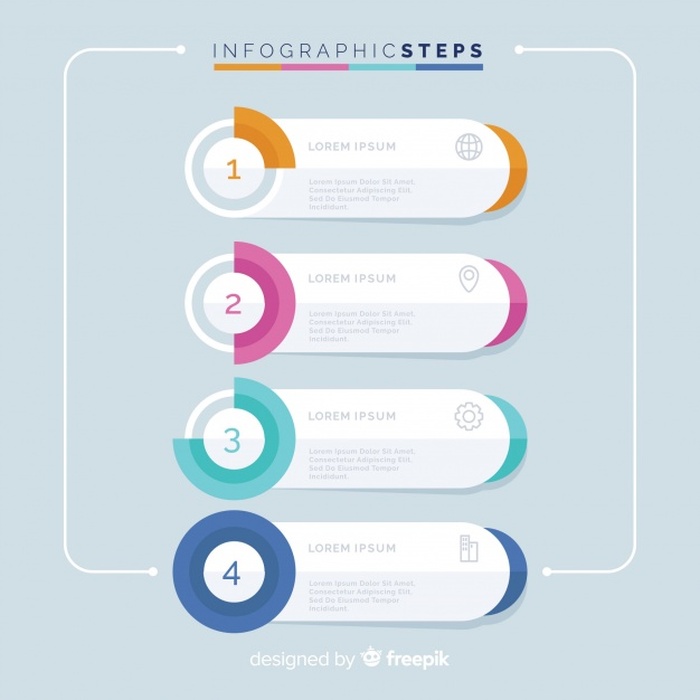 INFOGRAPHICSTEPS
1
LOREM IPSUM
Lorem Ipsum Dolor Sit Amet,
Consectetur Adipiscing Elit,
Sed Do Eiusmod Tempor
Incididunt.
2
LOREM IPSUM
Lorem Ipsum Dolor Sit Amet,
Consectetur Adipiscing Elit,
Sed Do Eiusmod Tempor
Incididunt.
3
LOREM IPSUM
Lorem Ipsum Dolor Sit Amet,
Consectetur Adipiscing Elit,
Sed Do Eiusmod Tempor
Incididunt.
4
LOREM IPSUM
Lorem Ipsum Dolor Sit Amet,
Consectetur Adipiscing Elit,
Sed Do Eiusmod Tempor
Incididunt.
designed by freepik